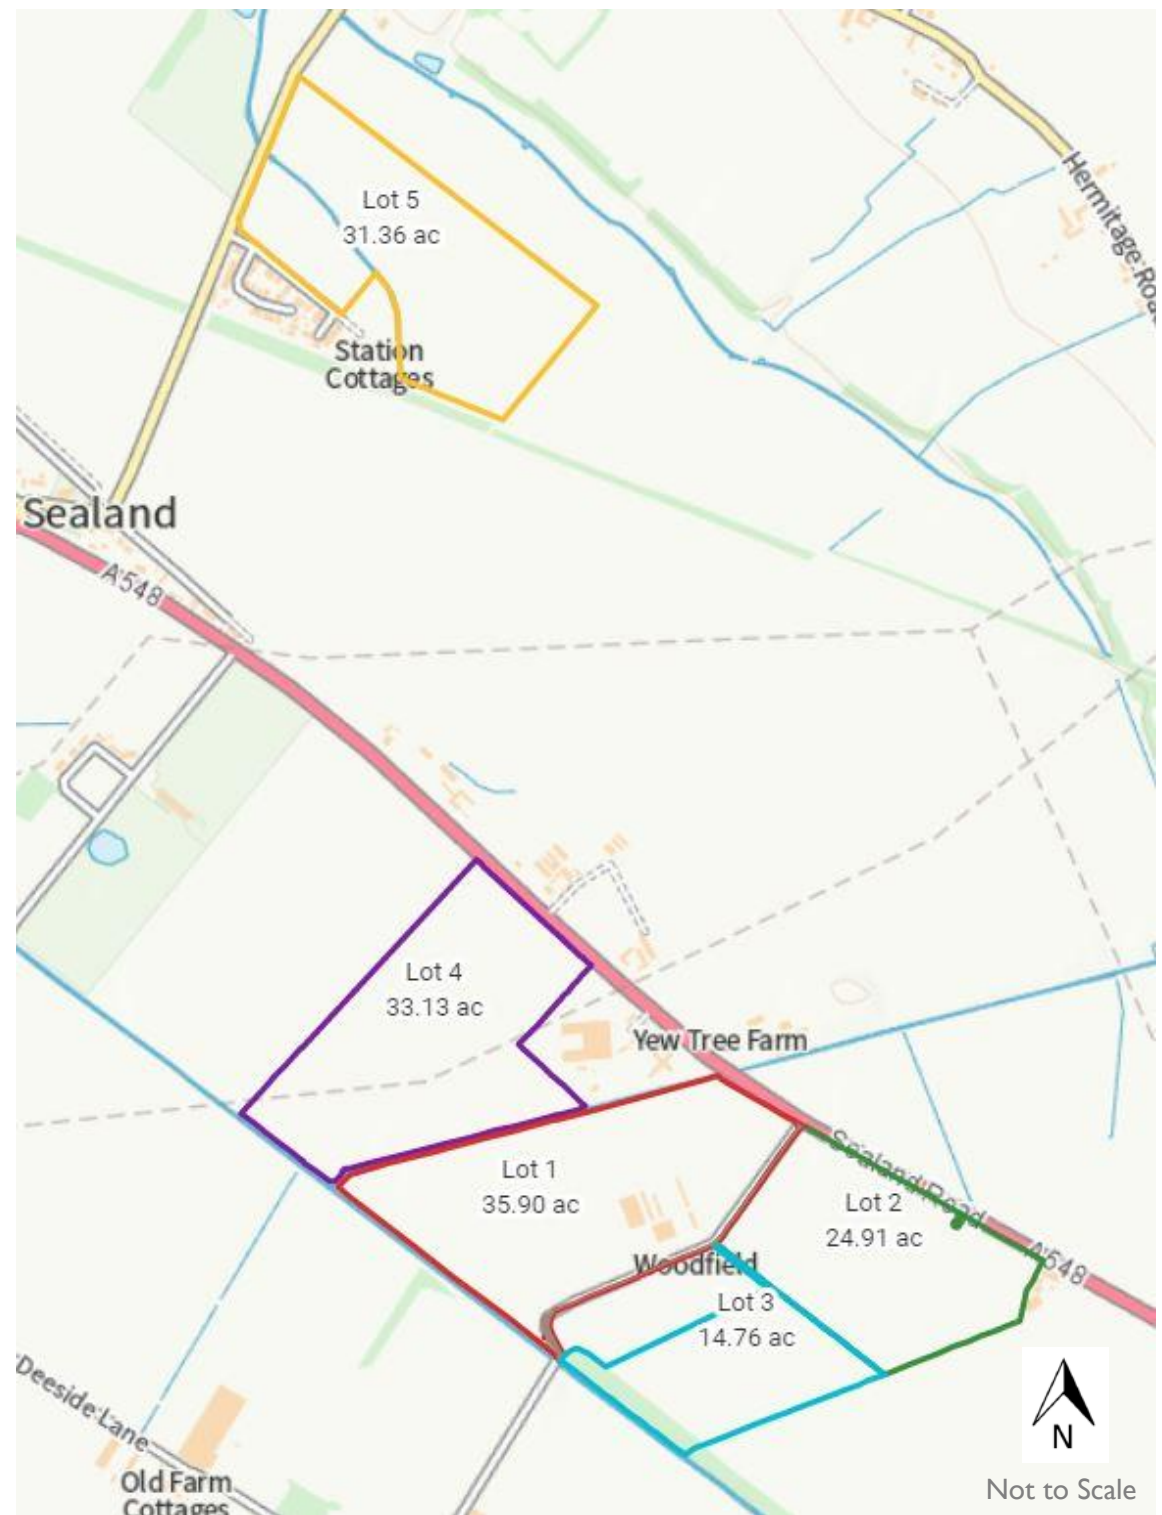 Hermitage Road
Lot 5
31.36 ac
Station
Cottages
Sealand
A548
Lot 4
33.13 ac
Yew Tree Farm
Sealand Road
Lot 1
35.90 ac
Lot 2
24.91 ac
A548
Woodfield
Lot 3
14.76 ac
Deeside Lane
N
Old Farm
Cottages
Not to Scale